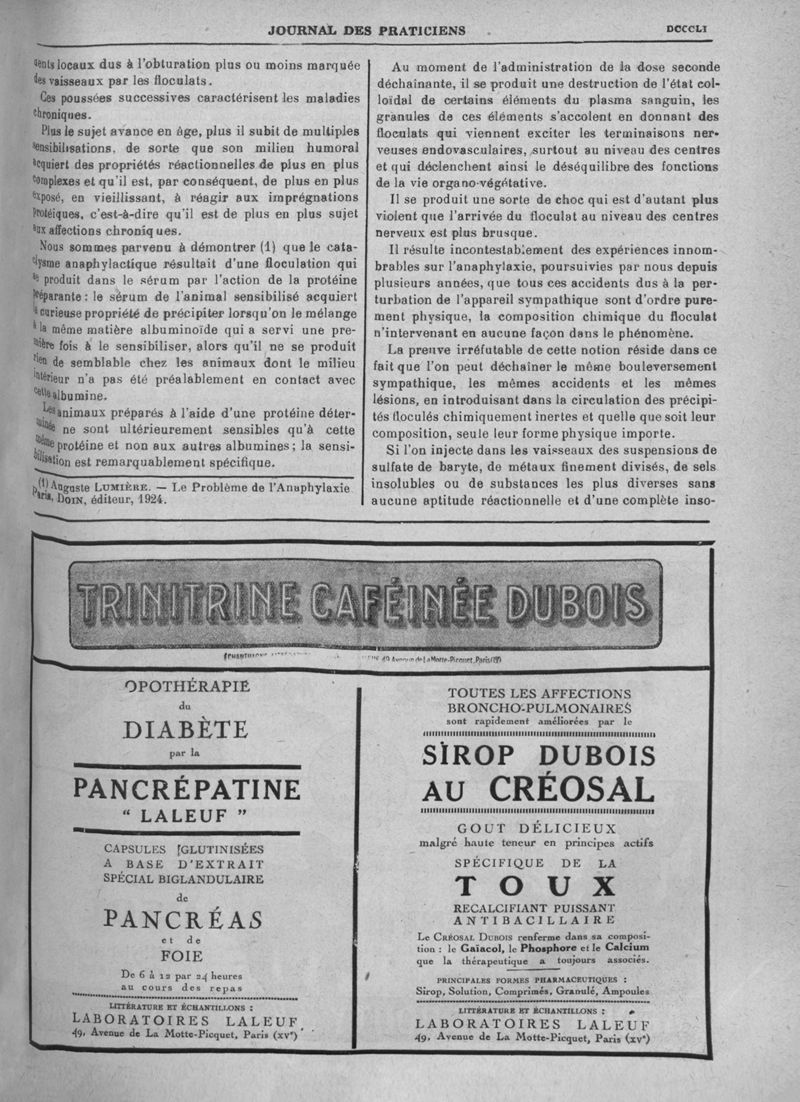 JOURNAL DES PRATICIENS
DCCCLI
dents locaux dus à l'obturation plus ou moins marquée
des vaisseaux par les floculats.
Ces poussées successives caractérisent les maladies
chroniques.
Plus le sujet avance en âge, plus il subit de multiples
sensibilisations, de sorte que son milieu humoral
acquiert des propriétés réactionnelles de plus en plus
complexes et qu'il est, par conséquent, de plus en plus
exposé, en vieillissant, à réagir aux imprégnations
protéiques, c'est-à-dire qu'il est de plus en plus sujet
aux affections chroniques.
Nous sommes parvenu à démontrer (1) que le cata-
clysme anaphylactique résultait d'une floculation qui
se produit dans le sérum par l'action de la protéine
préparante : le sérum de l'animal sensibilisé acquiert
la curieuse propriété de précipiter lorsqu'on le mélange
à la même matière albuminoïde qui a servi une pre-
mière fois à le sensibiliser, alors qu'il ne se produit
rien de semblable chez les animaux dont le milieu
intérieur n'a pas été préalablement en contact avec
cette albumine.
Les animaux préparés à l'aide d'une protéine déter-
minée ne sont ultérieurement sensibles qu'à cette
même protéine et non aux autres albumines ; la sensi-
bilisation est remarquablement spécifique.
(1) Auguste LUMIÈRE. — Le Problème de l'Anaphylaxie
Paris, DOIN, éditeur, 1924.
Au moment de l'administration de la dose seconde
déchainante, il se produit une destruction de l'état col-
loïdal de certains éléments du plasma sanguin, les
granules de ces éléments s'accolent en donnant des
floculats qui viennent exciter les terminaisons ner-
veuses endovasculaires, surtout au niveau des centres
et qui déclenchent ainsi le déséquilibre des fonctions
de la vie organo-végétative.
Il se produit une sorte de choc qui est d'autant plus
violent que l'arrivée du floculat au niveau des centres
nerveux est plus brusque.
Il résulte incontestablement des expériences innom-
brables sur l'anaphylaxie, poursuivies par nous depuis
plusieurs années, que tous ces accidents dus à la per-
turbation de l'appareil sympathique sont d'ordre pure-
ment physique, la composition chimique du floculat
n'intervenant en aucune façon dans le phénomène.
La preuve irréfutable de cette notion réside dans ce
fait que l'on peut déchaîner le même bouleversement
sympathique, les mêmes accidents et les mêmes
lésions, en introduisant dans la circulation des précipi-
tés floculés chimiquement inertes et quelle que soit leur
composition, seule leur forme physique importe.
Si l'on injecte dans les vaisseaux des suspensions de
sulfate de baryte, de métaux finement divisés, de sels
insolubles ou de substances les plus diverses sans
aucune aptitude réactionnelle et d'une complète inso-
TRINITRINE CAFÉINÉE DUBOIS
49 Avenue de La Motte-Picquet, Paris
OPOTHÉRAPIE
du
DIABÈTE
par la
PANCRÉPATINE
“ LALEUF ”
CAPSULES GLUTINISÉES
A BASE D'EXTRAIT
SPÉCIAL BIGLANDULAIRE
de
PANCRÉAS
et de
FOIE
De 6 à 12 par 24 heures
au cours des repas
LITTÉRATURE ET ÉCHANTILLONS :
LABORATOIRES LALEUF
49, Avenue de La Motte-Picquet, Paris (XVe)
TOUTES LES AFFECTIONS
BRONCHO-PULMONAIRES
sont rapidement améliorées par le
SIROP DUBOIS
AU CRÉOSAL
GOUT DÉLICIEUX
malgré haute teneur en principes actifs
SPÉCIFIQUE DE LA
TOUX
RECALCIFIANT PUISSANT
ANTIBACILLAIRE
Le CRÉOSAL DUBOIS renferme dans sa composi-
tion : le Gaïacol, le Phosphore et le Calcium
que la thérapeutique a toujours associés.
PRINCIPALES FORMES PHARMACEUTIQUES :
Sirop, Solution, Comprimés, Granulé, Ampoules
LITTÉRATURE ET ÉCHANTILLONS :
LABORATOIRES LALEUF
49, Avenue de La Motte-Picquet, Paris (XVe)